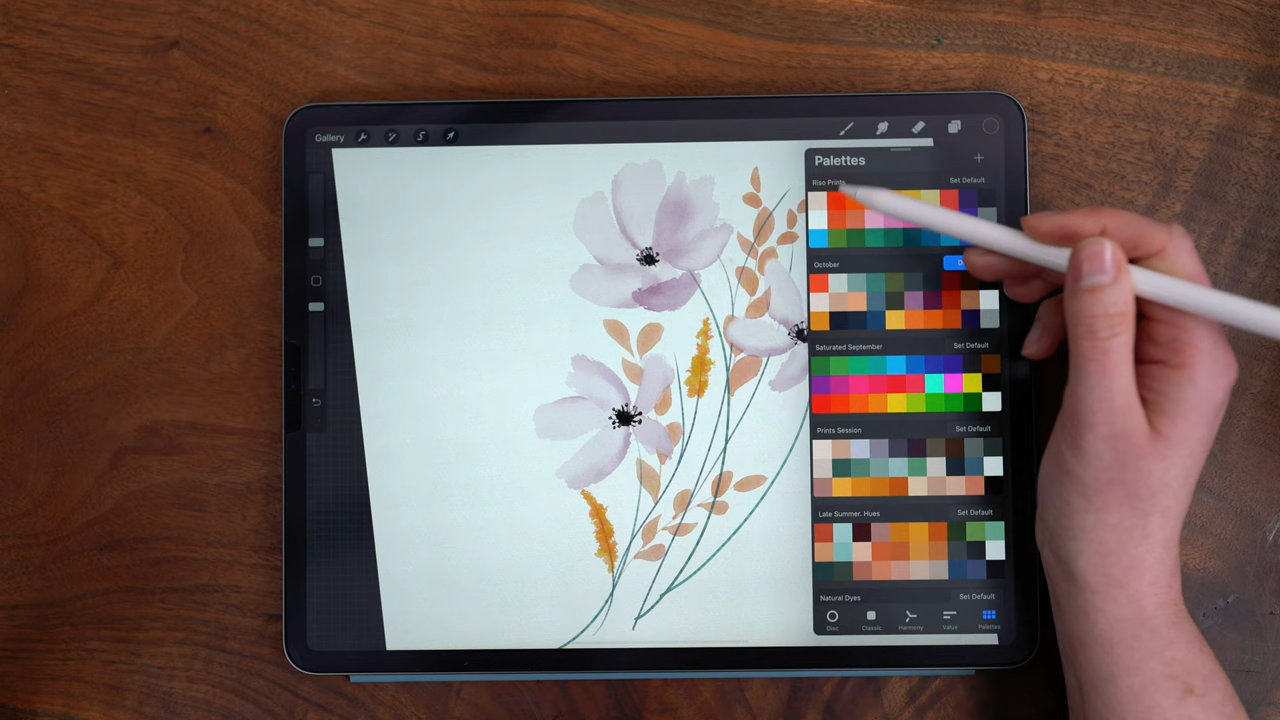 Gallery
Palettes
Riso Prints
Set Default
October
Saturated September
Set Default
Prints Session
Set Default
Late Summer. Hues
Set Default
Natural Dyes
Set Default
Disc
Classic
Harmony
Value
Palettes